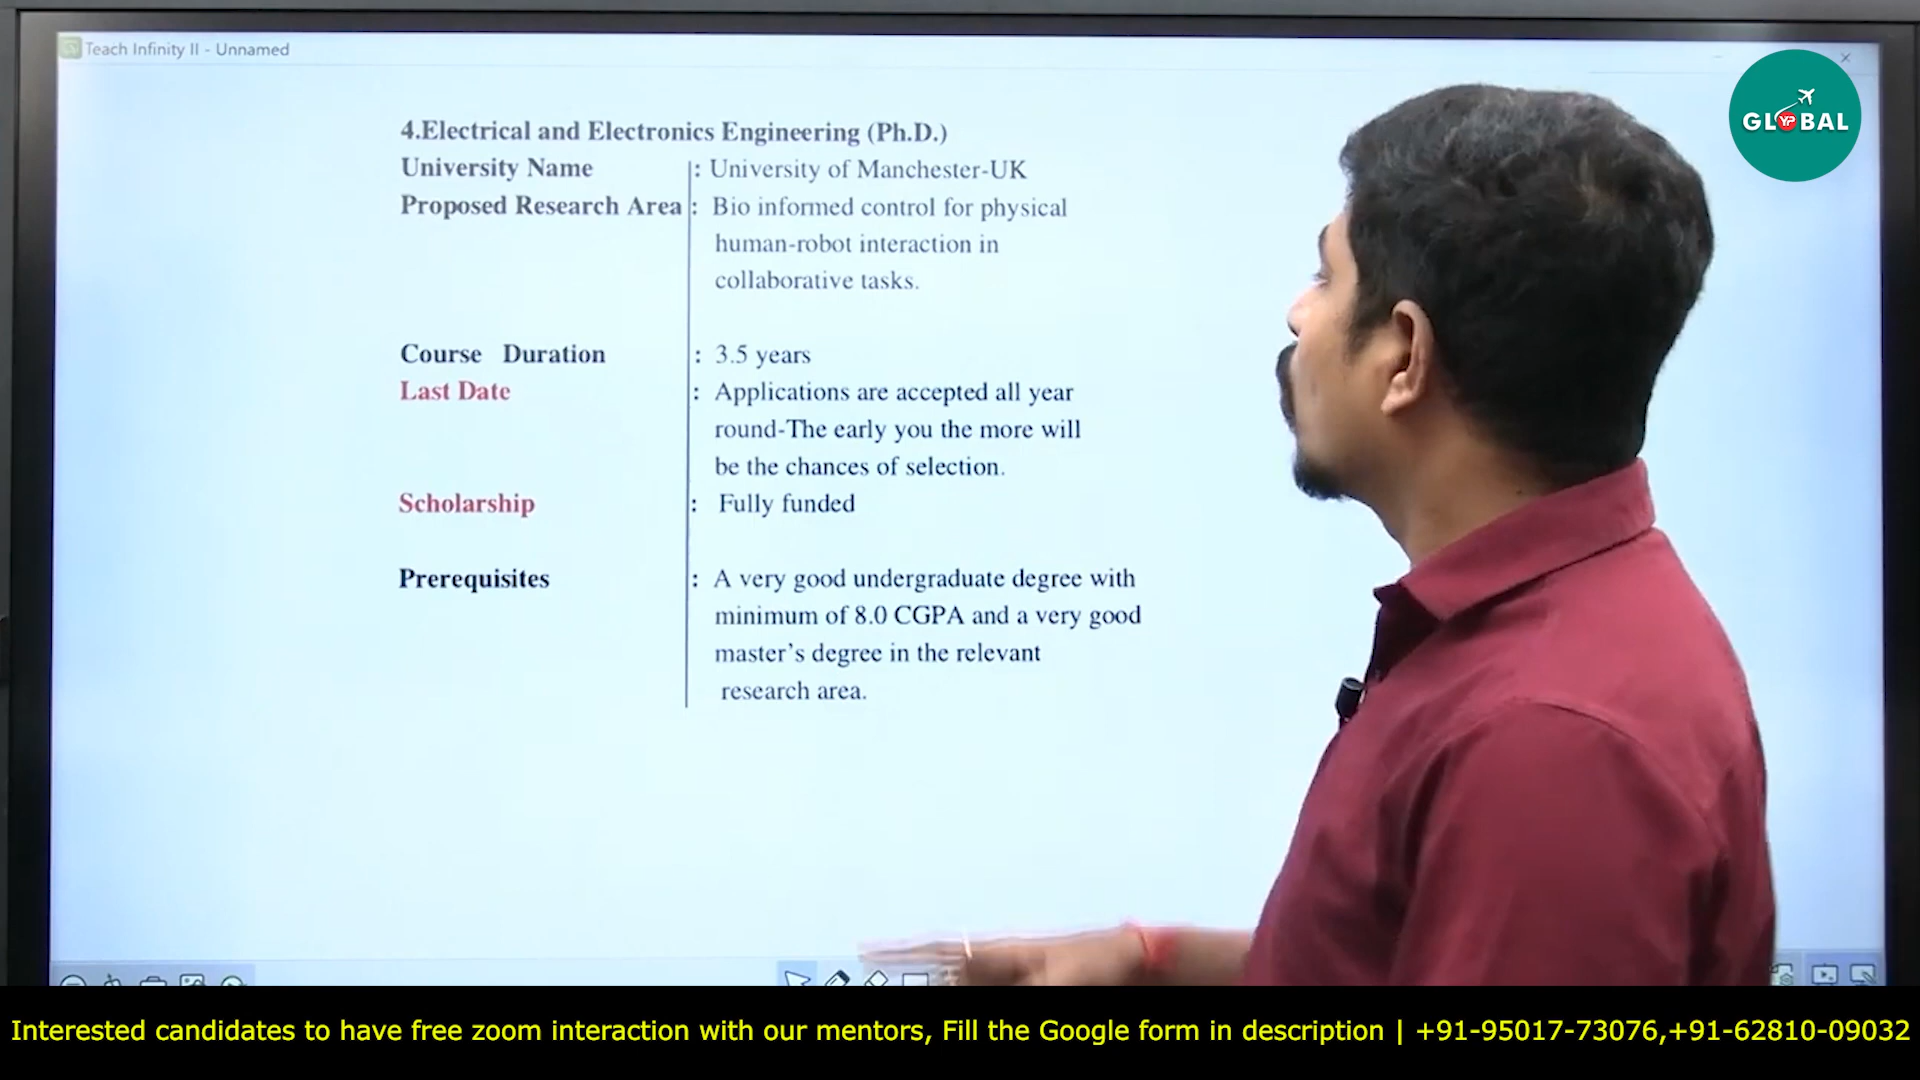 Teach Infinity II - Unnamed
GLYPBAL
4.Electrical and Electronics Engineering (Ph.D.)
University Name : University of Manchester-UK
Proposed Research Area : Bio informed control for physical
human-robot interaction in
collaborative tasks.
Course Duration : 3.5 years
Last Date : Applications are accepted all year
round-The early you the more will
be the chances of selection.
Scholarship : Fully funded
Prerequisites : A very good undergraduate degree with
minimum of 8.0 CGPA and a very good
master's degree in the relevant
research area.
Interested candidates to have free zoom interaction with our mentors, Fill the Google form in description | +91-95017-73076,+91-62810-09032